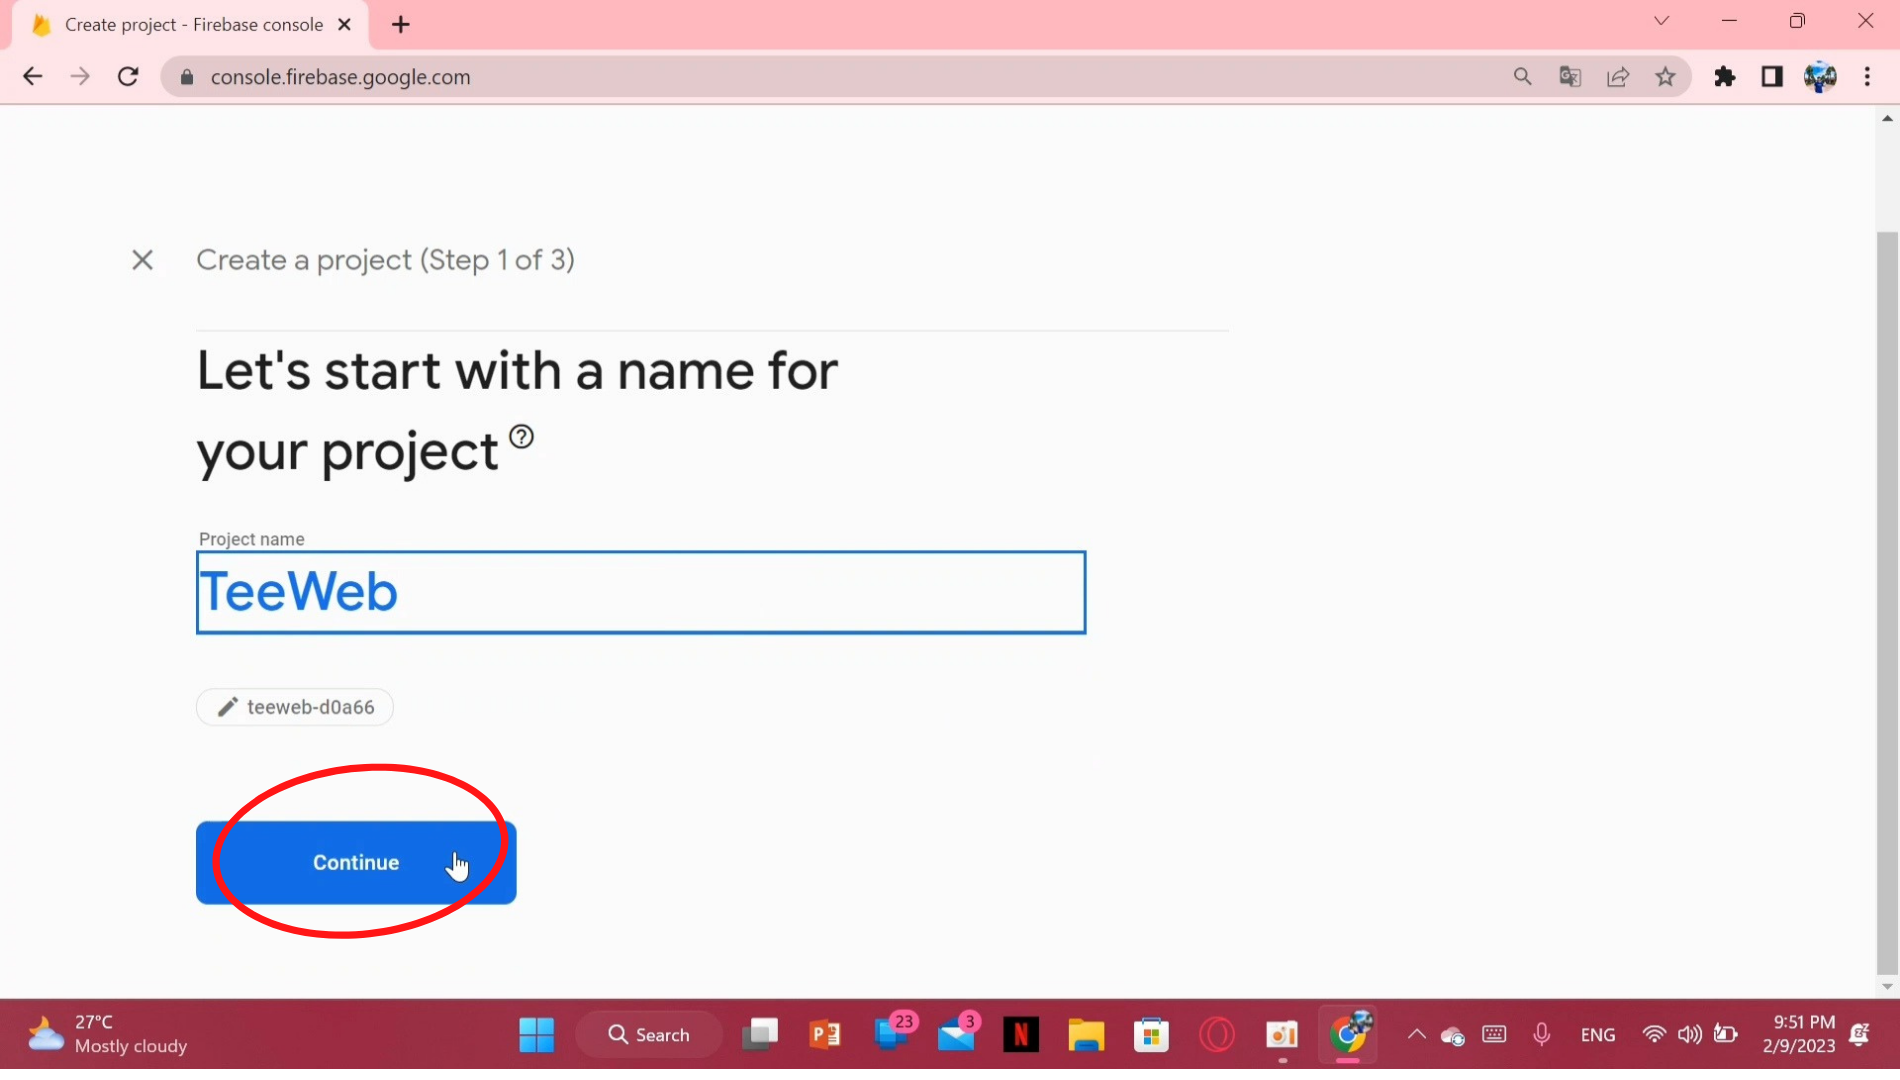 Create project - Firebase console
console.firebase.google.com
Create a project (Step 1 of 3)
Let's start with a name for
your project
Project name
TeeWeb
teeweb-d0a66
Continue
27°C
Mostly cloudy
Search
23
3
ENG
9:51 PM
2/9/2023